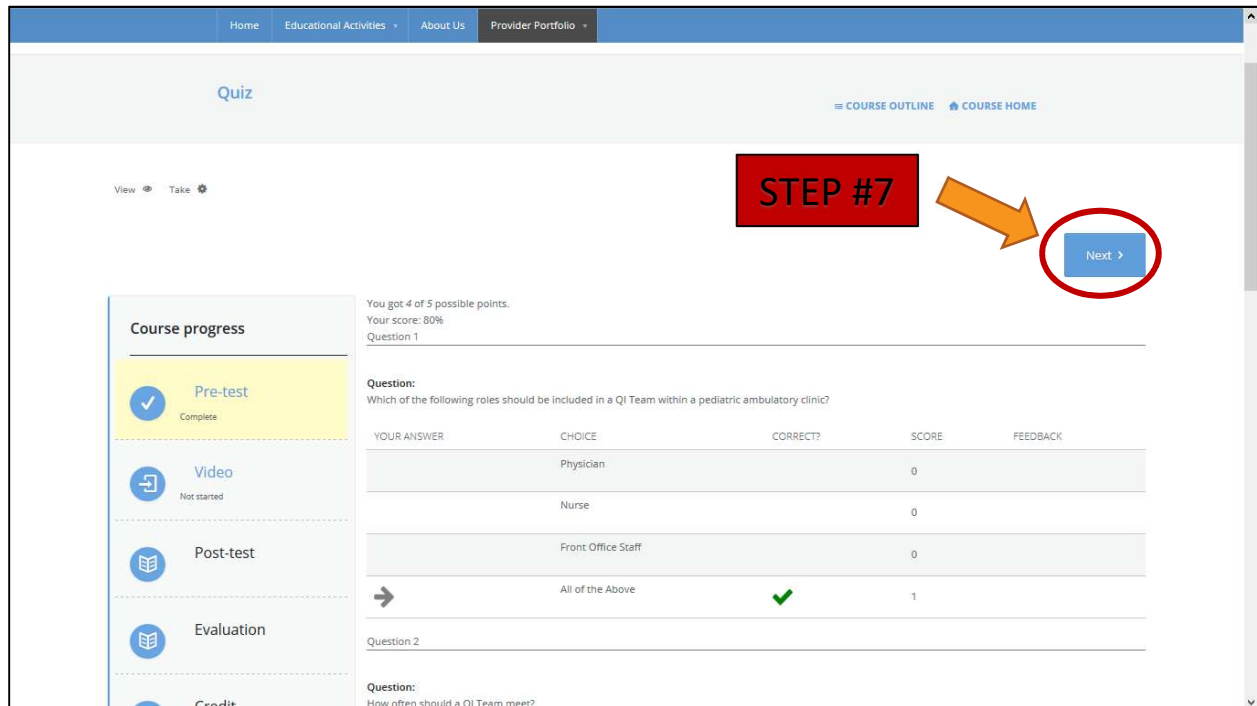 Home Educational Activities About Us Provider Portfolio
Quiz
COURSE OUTLINE COURSE HOME
View Take
STEP #7
Next
Course progress
Pre-test
Complete
Video
Not started
Post-test
Evaluation
Credit
You got 4 of 5 possible points.
Your score: 80%
Question 1
Question:
Which of the following roles should be included in a QI Team within a pediatric ambulatory clinic?
YOUR ANSWER CHOICE CORRECT? SCORE FEEDBACK
Physician 0
Nurse 0
Front Office Staff 0
All of the Above 1
Question 2
Question:
How often should a QI Team meet?